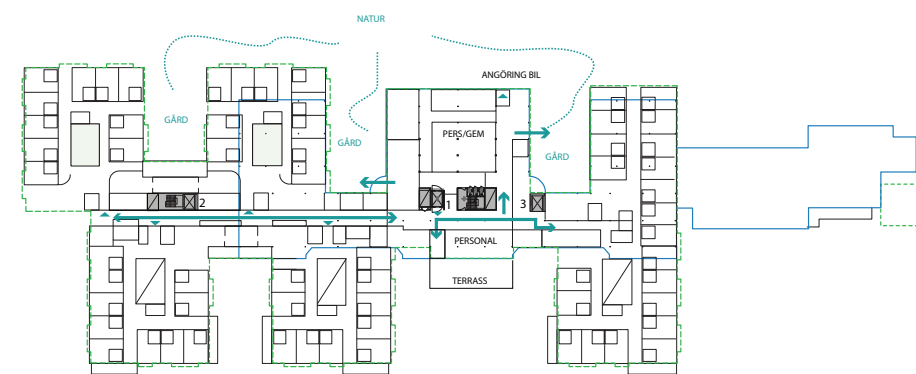 NATUR
ANGÖRING BIL
GÅRD
PERS/GEM
GÅRD
GÅRD
2
1
3
PERSONAL
TERRASS